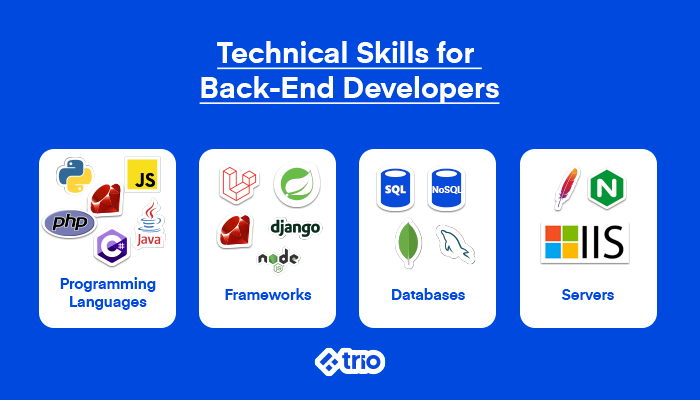 Technical Skills for
Back-End Developers
JS
php
C#
Java
Programming
Languages
django
node
JS
Frameworks
SQL
NoSQL
Databases
N
IIS
Servers
trio